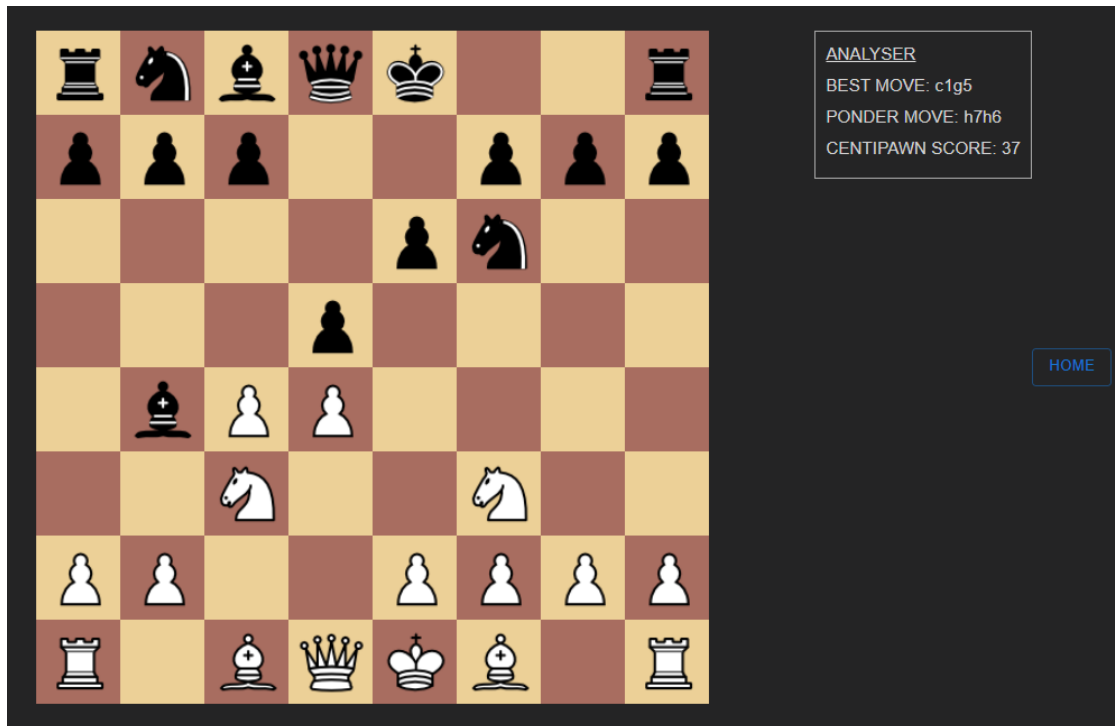 ANALYSER
BEST MOVE: c1g5
PONDER MOVE: h7h6
CENTIPAWN SCORE: 37
HOME